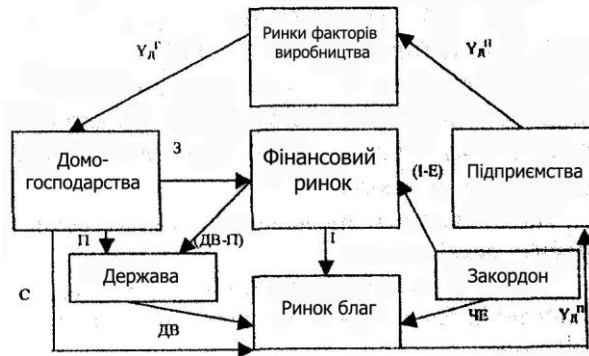 Ринки факторів
виробництва
Y_Д^Г
Y_Д^П
Домо-
господарства
З
Фінансовий
ринок
(І-Е)
Підприємства
П
(ДВ-П)
І
Держава
Закордон
С
Ринок благ
ДВ
ЧЕ
Y_Д^П